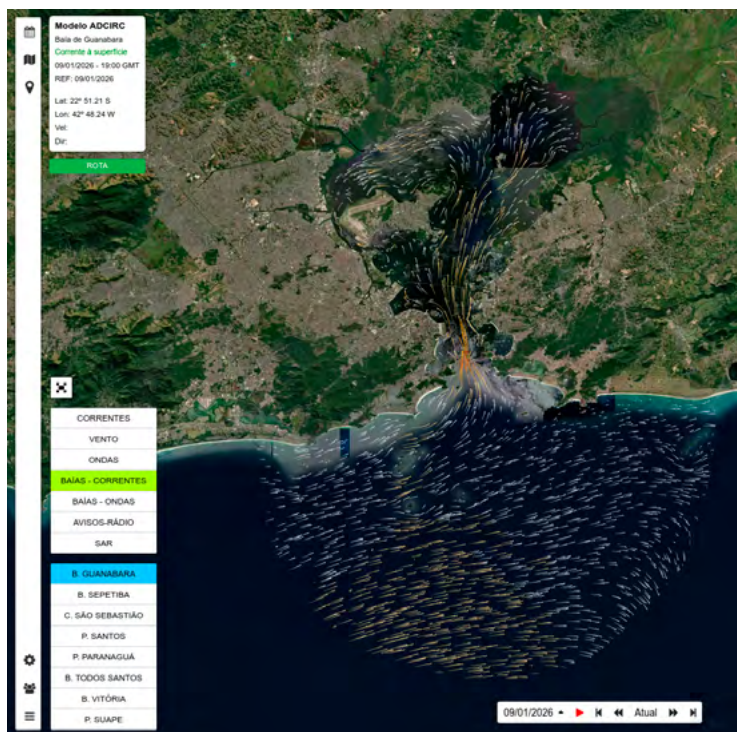 Modelo ADCIRC
Baía de Guanabara
Corrente à superfície
09/01/2026 - 19:00 GMT
REF: 09/01/2026
Lat: 22º 51.21 S
Lon: 42º 48.24 W
Vel:
Dir:
ROTA
CORRENTES
VENTO
ONDAS
BAÍAS - CORRENTES
BAÍAS - ONDAS
AVISOS-RÁDIO
SAR
B. GUANABARA
B. SEPETIBA
C. SÃO SEBASTIÃO
P. SANTOS
P. PARANAGUÁ
B. TODOS SANTOS
B. VITÓRIA
P. SUAPE
09/01/2026 Atual